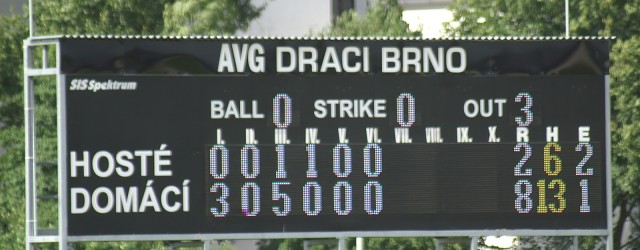 AVG DRACI BRNO
SIS Spektrum
BALL 0 STRIKE 0 OUT 3
I. II. III. IV. V. VI. VII. VIII. IX. X. R H E
HOSTÉ 0 0 1 1 0 0 2 6 2
DOMÁCÍ 3 0 5 0 0 0 8 13 1